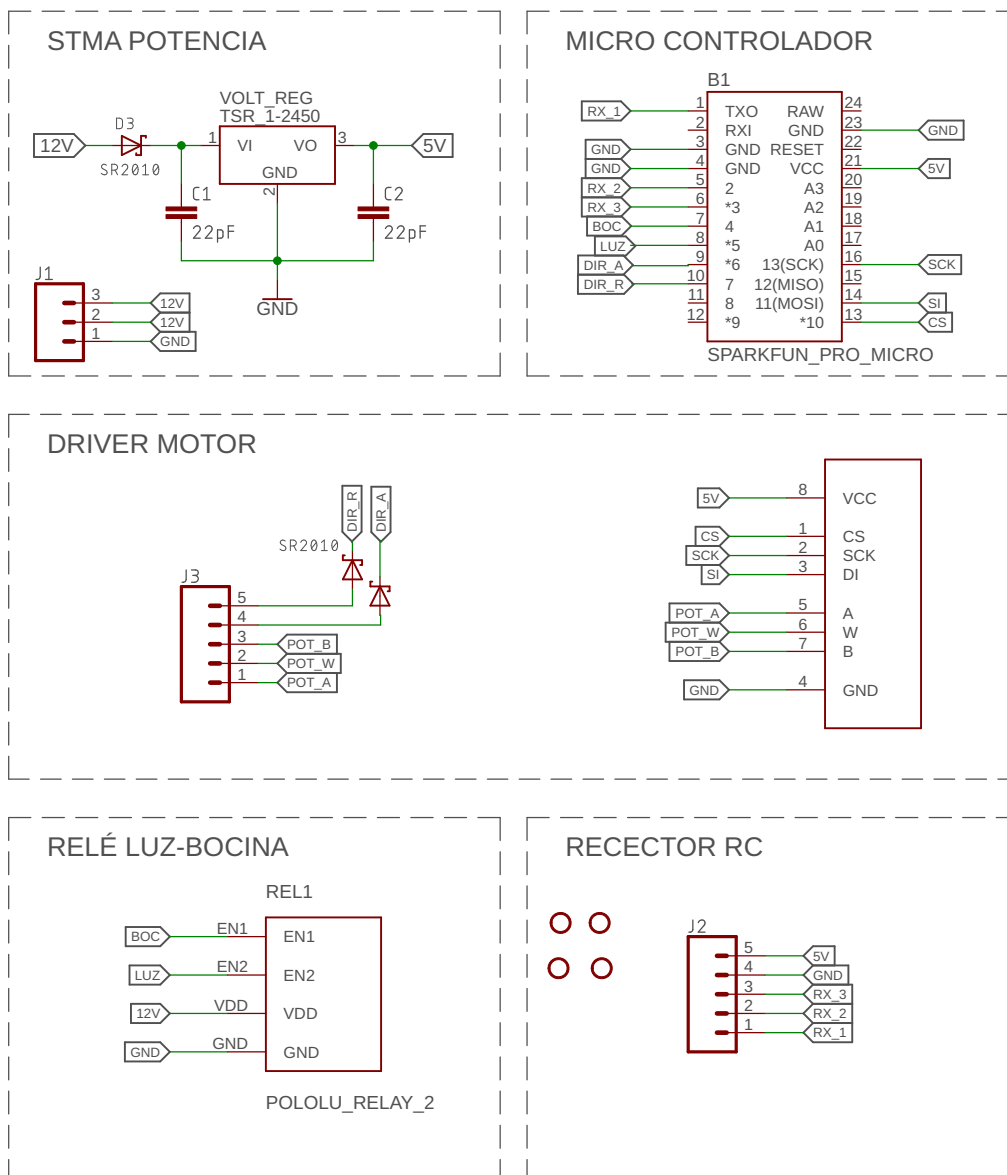 STMA POTENCIA
VOLT_REG
TSR_1-2450
D3
12V
1
VI
VO
3
5V
SR2010
GND
2
C1
22pF
C2
22pF
GND
J1
3
12V
2
12V
1
GND
MICRO CONTROLADOR
B1
RX_1
1
TXO
RAW
24
2
RXI
GND
23
GND
GND
3
GND
RESET
22
GND
4
GND
VCC
21
5V
RX_2
5
2
A3
20
RX_3
6
*3
A2
19
BOC
7
4
A1
18
LUZ
8
*5
A0
17
DIR_A
9
*6
13(SCK)
16
SCK
DIR_R
10
7
12(MISO)
15
11
8
11(MOSI)
14
SI
12
*9
*10
13
CS
SPARKFUN_PRO_MICRO
DRIVER MOTOR
DIR_R
DIR_A
SR2010
J3
5
4
3
POT_B
2
POT_W
1
POT_A
5V
8
VCC
CS
1
CS
SCK
2
SCK
SI
3
DI
POT_A
5
A
POT_W
6
W
POT_B
7
B
GND
4
GND
RELÉ LUZ-BOCINA
REL1
BOC
EN1
EN1
LUZ
EN2
EN2
12V
VDD
VDD
GND
GND
GND
POLOLU_RELAY_2
RECECTOR RC
J2
5
5V
4
GND
3
RX_3
2
RX_2
1
RX_1